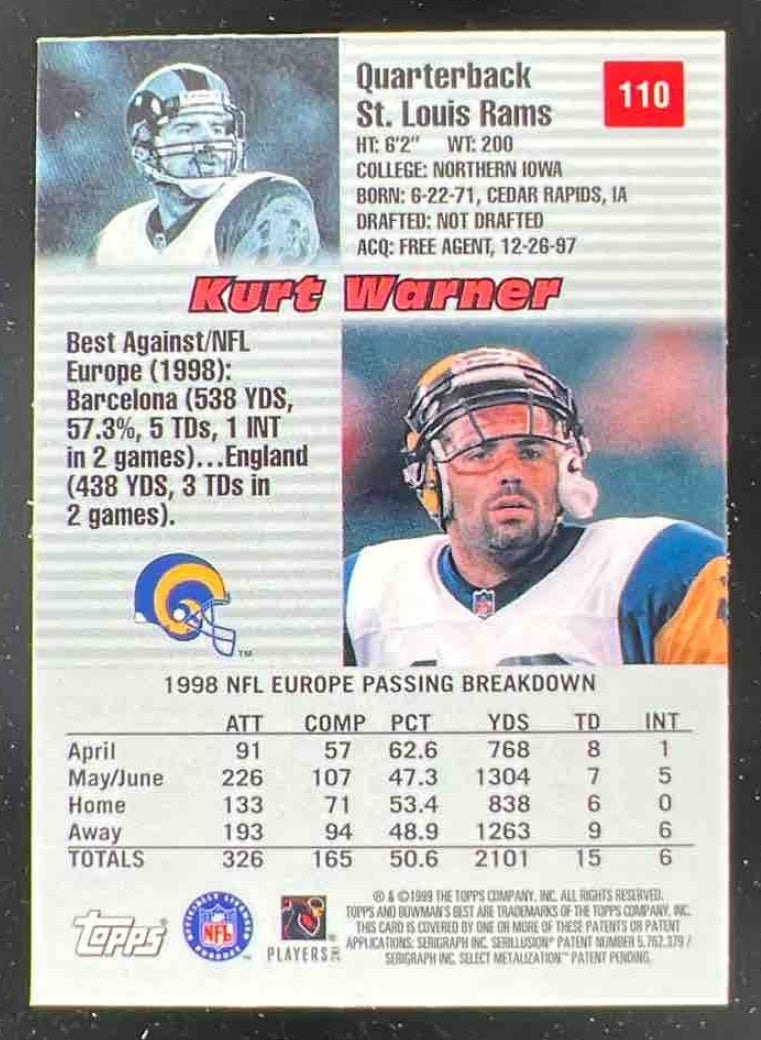 Quarterback
St. Louis Rams
110
HT: 6'2" WT: 200
COLLEGE: NORTHERN IOWA
BORN: 6-22-71, CEDAR RAPIDS, IA
DRAFTED: NOT DRAFTED
ACQ: FREE AGENT, 12-26-97
Kurt Warner
Best Against/NFL
Europe (1998):
Barcelona (538 YDS,
57.3%, 5 TDs, 1 INT
in 2 games)...England
(438 YDS, 3 TDs in
2 games).
TM
1998 NFL EUROPE PASSING BREAKDOWN
ATT COMP PCT YDS TD INT
April 91 57 62.6 768 8 1
May/June 226 107 47.3 1304 7 5
Home 133 71 53.4 838 6 0
Away 193 94 48.9 1263 9 6
TOTALS 326 165 50.6 2101 15 6
® & ©1999 THE TOPPS COMPANY, INC. ALL RIGHTS RESERVED.
TOPPS AND BOWMAN'S BEST ARE TRADEMARKS OF THE TOPPS COMPANY, INC.
THIS CARD IS COVERED BY ONE OR MORE OF THESE PATENTS OR PATENT
APPLICATIONS: SERIGRAPH INC. SERILLUSION® PATENT NUMBER 5,762,379 /
SERIGRAPH INC. SELECT METALIZATION™ PATENT PENDING.
Topps®
NFL
PLAYERS INC